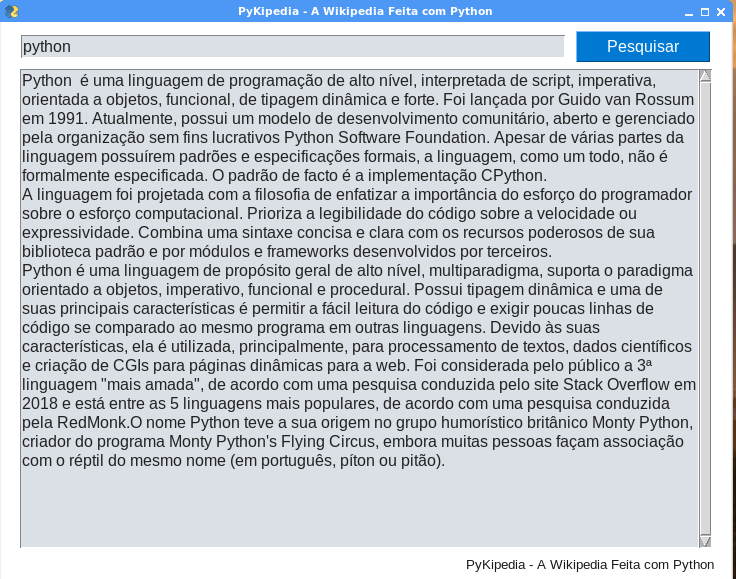 PyKipedia - A Wikipedia Feita com Python
python
Pesquisar
Python  é uma linguagem de programação de alto nível, interpretada de script, imperativa,
orientada a objetos, funcional, de tipagem dinâmica e forte. Foi lançada por Guido van Rossum
em 1991. Atualmente, possui um modelo de desenvolvimento comunitário, aberto e gerenciado
pela organização sem fins lucrativos Python Software Foundation. Apesar de várias partes da
linguagem possuírem padrões e especificações formais, a linguagem, como um todo, não é
formalmente especificada. O padrão de facto é a implementação CPython.
A linguagem foi projetada com a filosofia de enfatizar a importância do esforço do programador
sobre o esforço computacional. Prioriza a legibilidade do código sobre a velocidade ou
expressividade. Combina uma sintaxe concisa e clara com os recursos poderosos de sua
biblioteca padrão e por módulos e frameworks desenvolvidos por terceiros.
Python é uma linguagem de propósito geral de alto nível, multiparadigma, suporta o paradigma
orientado a objetos, imperativo, funcional e procedural. Possui tipagem dinâmica e uma de
suas principais características é permitir a fácil leitura do código e exigir poucas linhas de
código se comparado ao mesmo programa em outras linguagens. Devido às suas
características, ela é utilizada, principalmente, para processamento de textos, dados científicos
e criação de CGIs para páginas dinâmicas para a web. Foi considerada pelo público a 3ª
linguagem "mais amada", de acordo com uma pesquisa conduzida pelo site Stack Overflow em
2018 e está entre as 5 linguagens mais populares, de acordo com uma pesquisa conduzida
pela RedMonk.O nome Python teve a sua origem no grupo humorístico britânico Monty Python,
criador do programa Monty Python's Flying Circus, embora muitas pessoas façam associação
com o réptil do mesmo nome (em português, píton ou pitão).
PyKipedia - A Wikipedia Feita com Python